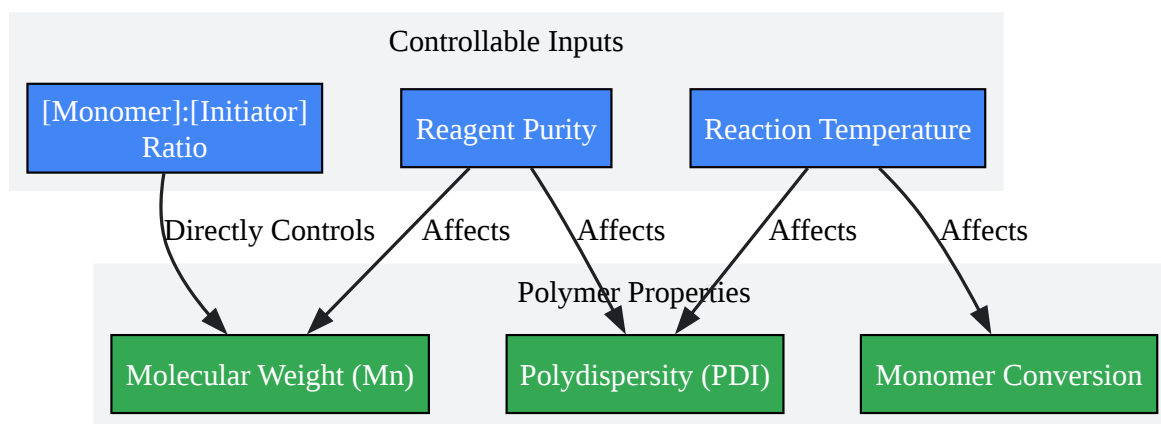 Controllable Inputs
[Monomer]:[Initiator]
Ratio
Reagent Purity
Reaction Temperature
Directly Controls
Affects
Affects
Affects
Affects
Polymer Properties
Molecular Weight (Mn)
Polydispersity (PDI)
Monomer Conversion